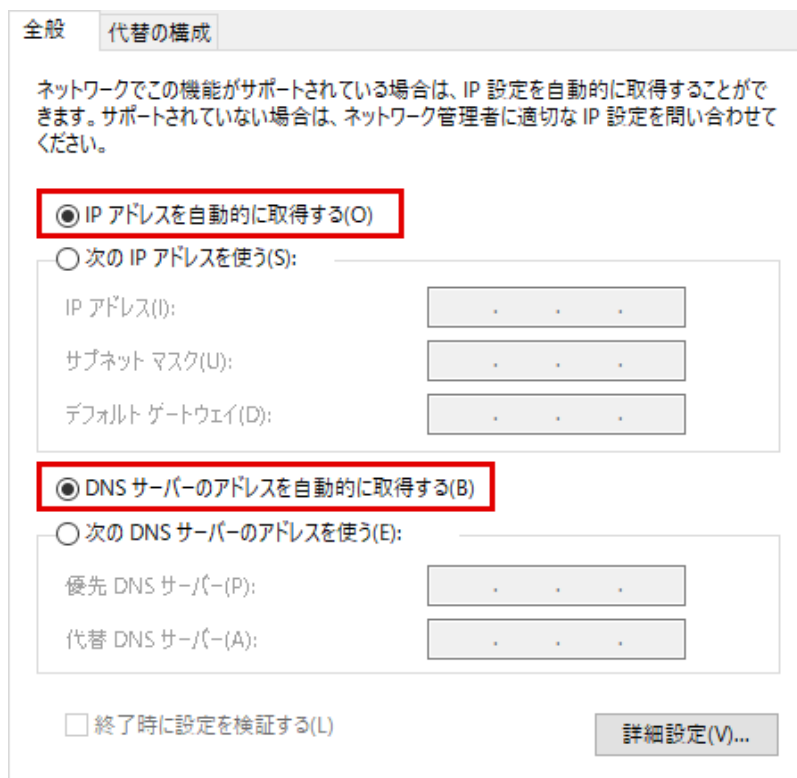 全般
代替の構成
ネットワークでこの機能がサポートされている場合は、IP 設定を自動的に取得することがで
きます。サポートされていない場合は、ネットワーク管理者に適切な IP 設定を問い合わせて
ください。
IP アドレスを自動的に取得する(O)
次の IP アドレスを使う(S):
IP アドレス(I):
サブネット マスク(U):
デフォルト ゲートウェイ(D):
DNS サーバーのアドレスを自動的に取得する(B)
次の DNS サーバーのアドレスを使う(E):
優先 DNS サーバー(P):
代替 DNS サーバー(A):
終了時に設定を検証する(L)
詳細設定(V)...